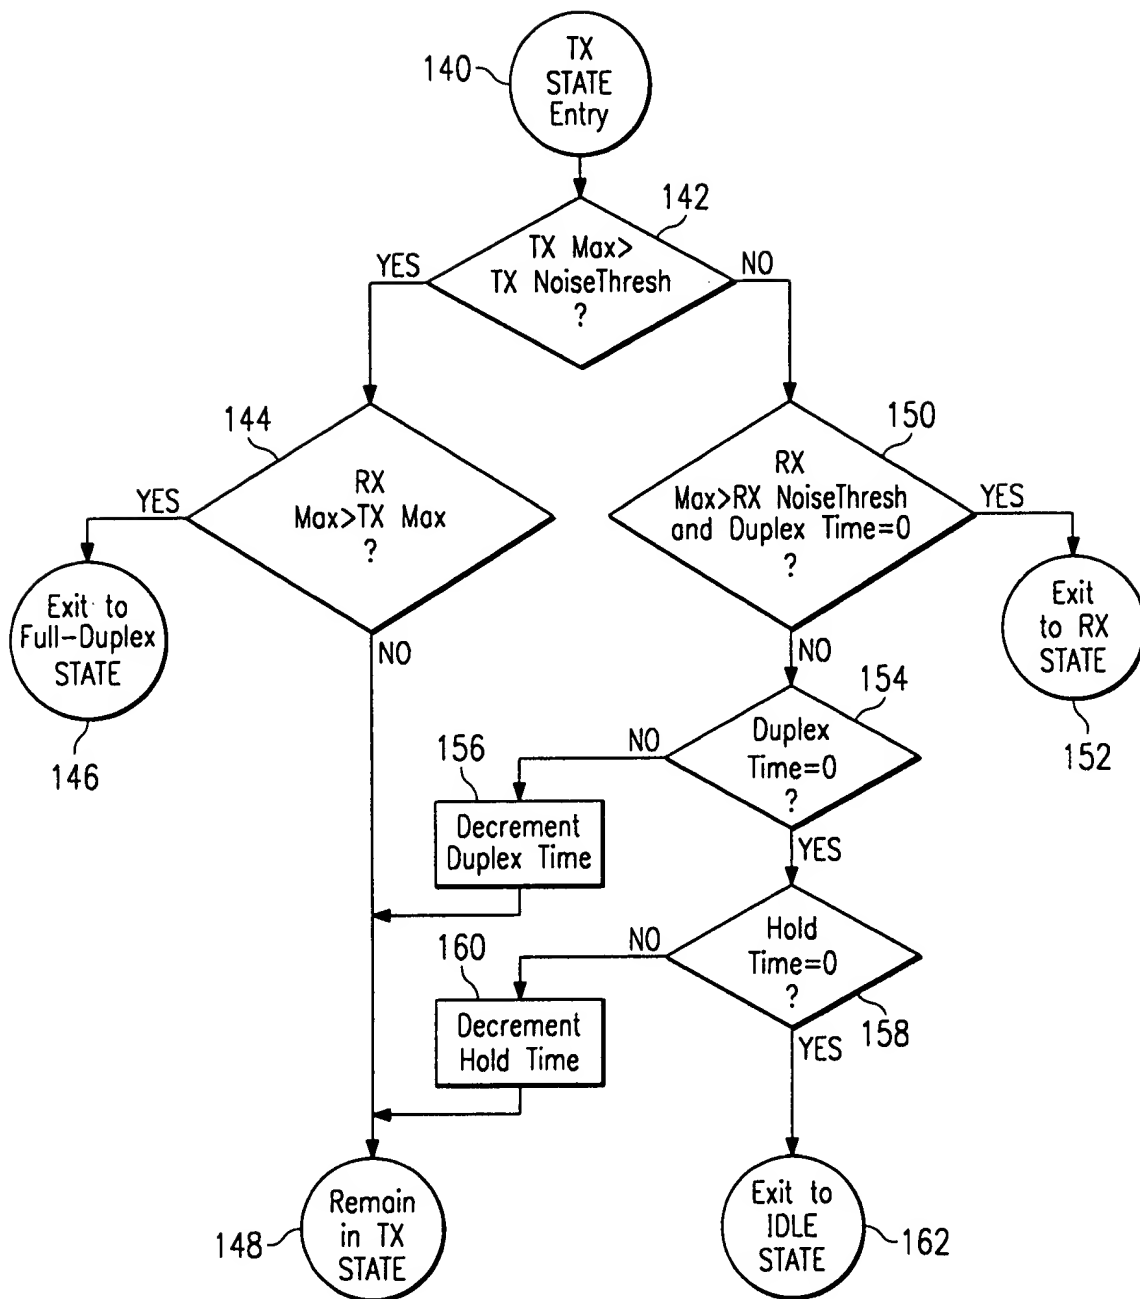 TX
STATE
Entry
140
142
TX Max>
TX NoiseThresh
?
YES
NO
144
RX
Max>TX Max
?
YES
NO
150
RX
Max>RX NoiseThresh
and Duplex Time=0
?
YES
NO
Exit to
Full-Duplex
STATE
146
Exit
to RX
STATE
152
154
Duplex
Time=0
?
NO
YES
156
Decrement
Duplex Time
Hold
Time=0
?
NO
YES
158
160
Decrement
Hold Time
Remain
in TX
STATE
148
Exit to
IDLE
STATE
162